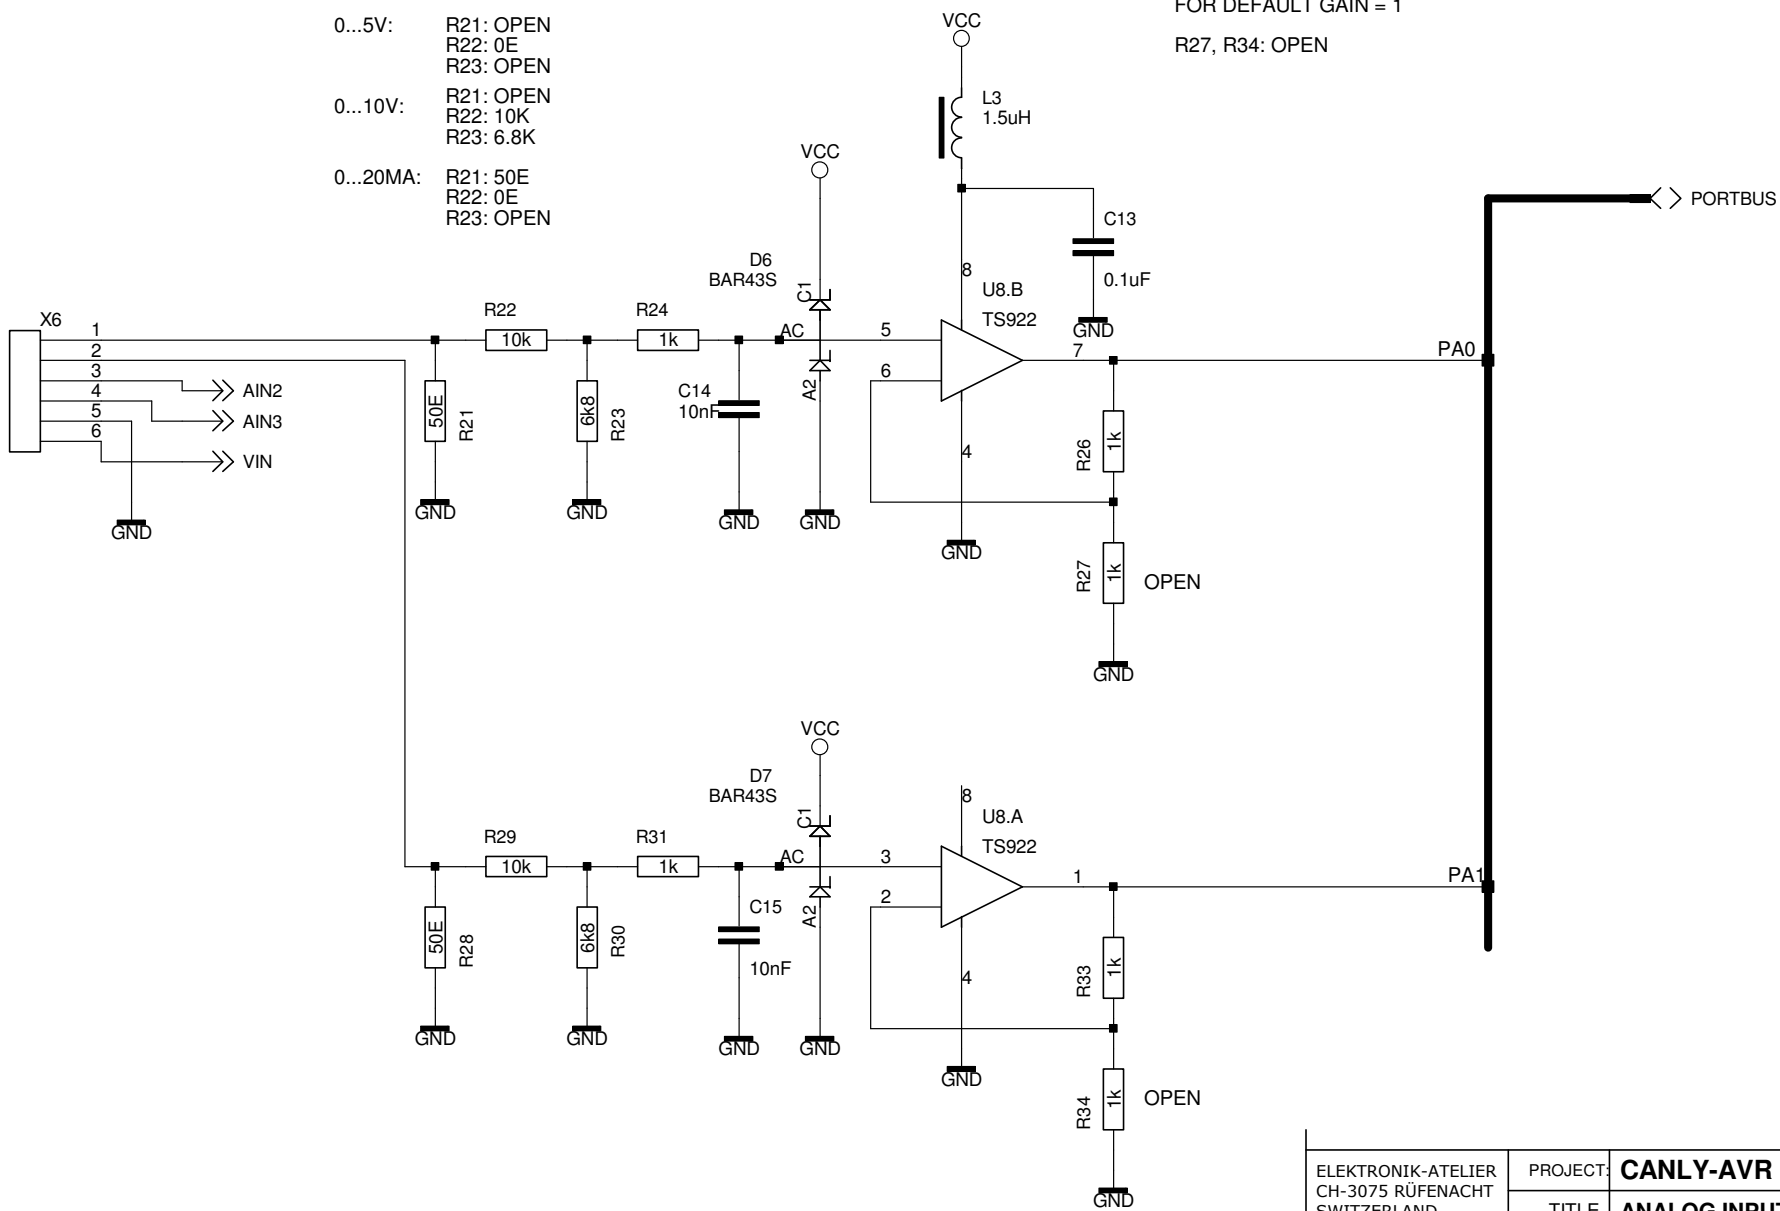 FOR DEFAULT GAIN = 1
R27, R34: OPEN
0...5V: R21: OPEN
R22: 0E
R23: OPEN
0...10V: R21: OPEN
R22: 10K
R23: 6.8K
0...20MA: R21: 50E
R22: 0E
R23: OPEN
VCC
L3
1.5uH
VCC
PORTBUS
C13
0.1uF
GND
D6
BAR43S
C1
A2
AC
8
U8.B
TS922
5
6
7
4
PA0
X6
1
2
3
4
5
6
AIN2
AIN3
VIN
GND
R22
10k
R24
1k
50E
R21
GND
6k8
R23
GND
C14
10nF
GND
GND
GND
R26
1k
R27
1k
OPEN
GND
VCC
D7
BAR43S
C1
A2
AC
8
U8.A
TS922
3
2
1
4
PA1
R29
10k
R31
1k
50E
R28
GND
6k8
R30
GND
C15
10nF
GND
GND
GND
R33
1k
R34
1k
OPEN
GND
ELEKTRONIK-ATELIER
CH-3075 RÜFENACHT
SWITZERLAND
PROJECT: CANLY-AVR
TITLE ANALOG INPUT